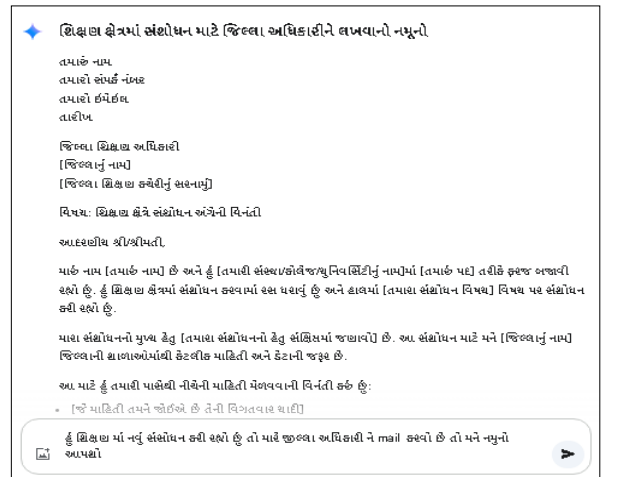 શિક્ષણ ક્ષેત્રમાં સંશોધન માટે જિલ્લા અધિકારીને લખવાનો નમૂનો
તમારું નામ
તમારો સંપર્ક નંબર
તમારો ઈમેઇલ
તારીખ
જિલ્લા શિક્ષણ અધિકારી
[જિલ્લાનું નામ]
[જિલ્લા શિક્ષણ કચેરીનું સરનામું]
વિષય: શિક્ષણ ક્ષેત્રે સંશોધન અંગેની વિનંતી
આદરણીય શ્રી/શ્રીમતી,
મારું નામ [તમારું નામ] છે અને હું [તમારી સંસ્થા/કોલેજ/યુનિવર્સિટીનું નામ]માં [તમારું પદ] તરીકે ફરજ બજાવી
રહ્યો છું. હું શિક્ષણ ક્ષેત્રમાં સંશોધન કરવામાં રસ ધરાવું છું અને હાલમાં [તમારા સંશોધન વિષય] વિષય પર સંશોધન
કરી રહ્યો છું.
મારા સંશોધનનો મુખ્ય હેતુ [તમારા સંશોધનનો હેતુ સંક્ષિપ્તમાં જણાવો] છે. આ સંશોધન માટે મને [જિલ્લાનું નામ]
જિલ્લાની શાળાઓમાંથી કેટલીક માહિતી અને ડેટાની જરૂર છે.
આ માટે હું તમારી પાસેથી નીચેની માહિતી મેળવવાની વિનંતી કરું છું:
• [જે માહિતી તમને જોઈએ છે તેની વિગતવાર યાદી]
હું શિક્ષણ માં નવું સંસોધન કરી રહ્યો છું તો મારે જીલ્લા અધિકારી ને mail કરવો છે તો મને નમુનો
આપશો